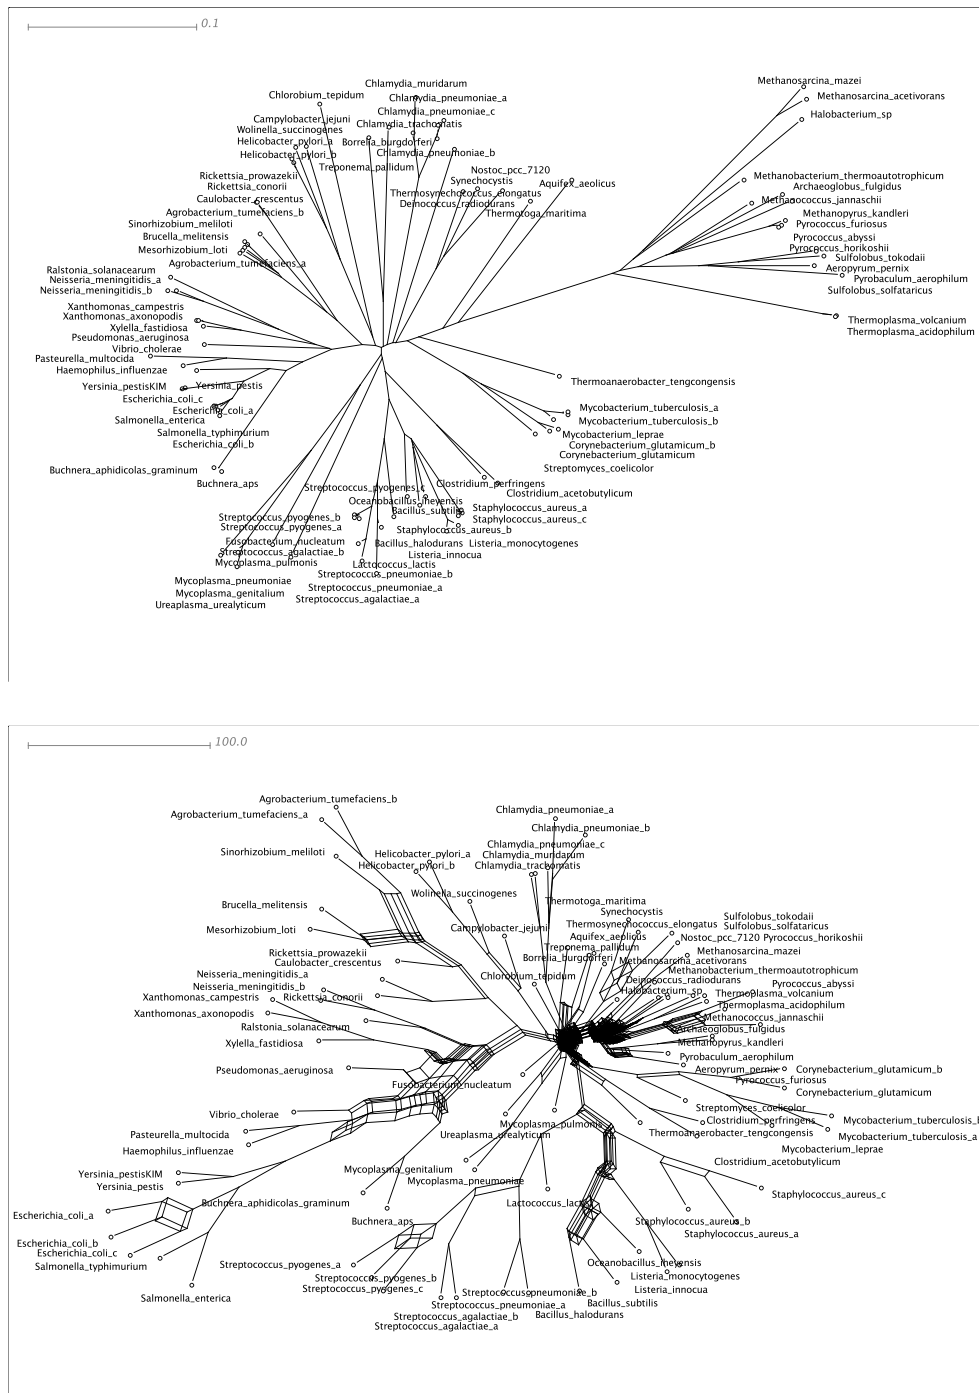 0.1
Chlamydia_muridarum
Methanosarcina_mazei
Chlorobium_tepidum
Chlamydia_pneumoniae_a
Methanosarcina_acetivorans
Chlamydia_pneumoniae_c
Halobacterium_sp
Campylobacter_jejuni
Chlamydia_trachomatis
Wolinella_succinogenes
Helicobacter_pylori_a
Borrelia_burgdorferi
Helicobacter_pylori_b
Chlamydia_pneumoniae_b
Treponema_pallidum
Nostoc_pcc_7120
Rickettsia_prowazekii
Synechocystis
Aquifex_aeolicus
Methanobacterium_thermoautotrophicum
Rickettsia_conorii
Archaeoglobus_fulgidus
Thermosynechococcus_elongatus
Caulobacter_crescentus
Methanococcus_jannaschii
Deinococcus_radiodurans
Agrobacterium_tumefaciens_b
Thermotoga_maritima
Methanopyrus_kandleri
Sinorhizobium_meliloti
Pyrococcus_furiosus
Brucella_melitensis
Pyrococcus_abyssi
Mesorhizobium_loti
Pyrococcus_horikoshii
Sulfolobus_tokodaii
Agrobacterium_tumefaciens_a
Ralstonia_solanacearum
Aeropyrum_pernix
Neisseria_meningitidis_a
Pyrobaculum_aerophilum
Neisseria_meningitidis_b
Sulfolobus_solfataricus
Xanthomonas_campestris
Xanthomonas_axonopodis
Thermoplasma_volcanium
Xylella_fastidiosa
Thermoplasma_acidophilum
Pseudomonas_aeruginosa
Vibrio_cholerae
Pasteurella_multocida
Haemophilus_influenzae
Thermoanaerobacter_tengcongensis
Yersinia_pestisKIM
Yersinia_pestis
Escherichia_coli_c
Escherichia_coli_a
Mycobacterium_tuberculosis_a
Salmonella_enterica
Mycobacterium_tuberculosis_b
Salmonella_typhimurium
Mycobacterium_leprae
Escherichia_coli_b
Corynebacterium_glutamicum_b
Corynebacterium_glutamicum
Buchnera_aphidicolas_graminum
Streptomyces_coelicolor
Buchnera_aps
Clostridium_perfringens
Streptococcus_pyogenes_c
Clostridium_acetobutylicum
Oceanobacillus_iheyensis
Staphylococcus_aureus_a
Bacillus_subtilis
Streptococcus_pyogenes_b
Staphylococcus_aureus_c
Streptococcus_pyogenes_a
Staphylococcus_aureus_b
Fusobacterium_nucleatum
Bacillus_halodurans
Listeria_monocytogenes
Streptococcus_agalactiae_b
Listeria_innocua
Mycoplasma_pulmonis
Lactococcus_lactis
Streptococcus_pneumoniae_b
Mycoplasma_pneumoniae
Streptococcus_pneumoniae_a
Mycoplasma_genitalium
Streptococcus_agalactiae_a
Ureaplasma_urealyticum
100.0
Agrobacterium_tumefaciens_b
Agrobacterium_tumefaciens_a
Chlamydia_pneumoniae_a
Chlamydia_pneumoniae_b
Chlamydia_pneumoniae_c
Sinorhizobium_meliloti
Helicobacter_pylori_a
Chlamydia_muridarum
Helicobacter_pylori_b
Chlamydia_trachomatis
Wolinella_succinogenes
Thermotoga_maritima
Brucella_melitensis
Synechocystis
Sulfolobus_tokodaii
Mesorhizobium_loti
Campylobacter_jejuni
Thermosynechococcus_elongatus
Sulfolobus_solfataricus
Aquifex_aeolicus
Nostoc_pcc_7120
Pyrococcus_horikoshii
Treponema_pallidum
Rickettsia_prowazekii
Methanosarcina_mazei
Borrelia_burgdorferi
Methanosarcina_acetivorans
Caulobacter_crescentus
Methanobacterium_thermoautotrophicum
Neisseria_meningitidis_a
Chlorobium_tepidum
Deinococcus_radiodurans
Pyrococcus_abyssi
Neisseria_meningitidis_b
Halobacterium_sp
Thermoplasma_volcanium
Xanthomonas_campestris
Rickettsia_conorii
Thermoplasma_acidophilum
Xanthomonas_axonopodis
Methanococcus_jannaschii
Ralstonia_solanacearum
Archaeoglobus_fulgidus
Xylella_fastidiosa
Methanopyrus_kandleri
Pyrobaculum_aerophilum
Pseudomonas_aeruginosa
Aeropyrum_pernix
Corynebacterium_glutamicum_b
Fusobacterium_nucleatum
Pyrococcus_furiosus
Corynebacterium_glutamicum
Streptomyces_coelicolor
Vibrio_cholerae
Mycoplasma_pulmonis
Clostridium_perfringens
Mycobacterium_tuberculosis_b
Pasteurella_multocida
Ureaplasma_urealyticum
Thermoanaerobacter_tengcongensis
Mycobacterium_tuberculosis_a
Haemophilus_influenzae
Mycobacterium_leprae
Clostridium_acetobutylicum
Yersinia_pestisKIM
Mycoplasma_genitalium
Yersinia_pestis
Mycoplasma_pneumoniae
Staphylococcus_aureus_c
Buchnera_aphidicolas_graminum
Lactococcus_lactis
Escherichia_coli_a
Buchnera_aps
Staphylococcus_aureus_b
Staphylococcus_aureus_a
Escherichia_coli_b
Escherichia_coli_c
Salmonella_typhimurium
Streptococcus_pyogenes_a
Oceanobacillus_iheyensis
Streptococcus_pyogenes_b
Listeria_monocytogenes
Streptococcus_pyogenes_c
Listeria_innocua
Salmonella_enterica
Streptococcus_pneumoniae_b
Streptococcus_pneumoniae_a
Bacillus_subtilis
Streptococcus_agalactiae_b
Bacillus_halodurans
Streptococcus_agalactiae_a